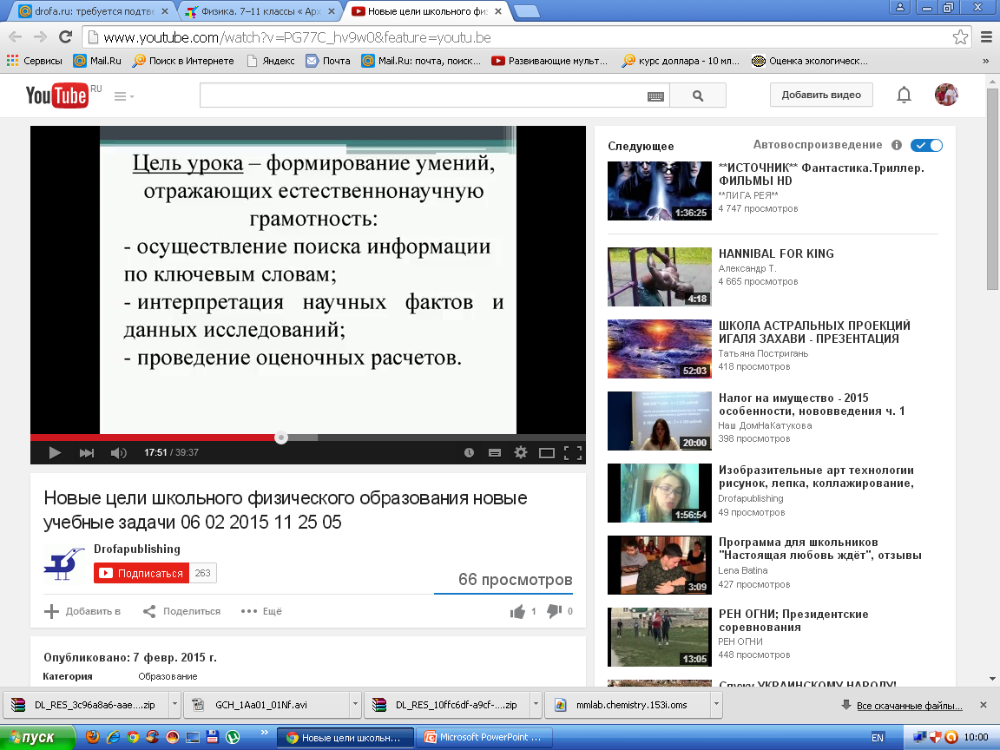 drofa.ru: требуется подтве
Физика. 7–11 классы « Арх
Новые цели школьного физ
www.youtube.com/watch?v=PG77C_hv9w0&feature=youtu.be
Сервисы Mail.Ru Поиск в Интернете Яндекс Почта Mail.Ru: почта, поиск... Развивающие мульт... курс доллара - 10 мл... Оценка экологическ... »
YouTube RU
Добавить видео
Цель урока – формирование умений,
отражающих естественнонаучную
грамотность:
- осуществление поиска информации
по ключевым словам;
- интерпретация научных фактов и
данных исследований;
- проведение оценочных расчетов.
17:51 / 39:37
Новые цели школьного физического образования новые
учебные задачи 06 02 2015 11 25 05
Drofapublishing
Подписаться 263
66 просмотров
Добавить в Поделиться Ещё 1 0
Опубликовано: 7 февр. 2015 г.
Категория Образование
Следующее Автовоспроизведение
**ИСТОЧНИК** Фантастика.Триллер.
ФИЛЬМЫ HD
**ЛИГА РЕЯ**
4 747 просмотров
1:36:25
HANNIBAL FOR KING
Александр Т.
4 665 просмотров
4:18
ШКОЛА АСТРАЛЬНЫХ ПРОЕКЦИЙ
ИГАЛЯ ЗАХАВИ - ПРЕЗЕНТАЦИЯ
Татьяна Постригань
418 просмотров
52:03
Налог на имущество - 2015
особенности, нововведения ч. 1
Наш ДомНаКатукова
398 просмотров
20:00
Изобразительные арт технологии
рисунок, лепка, коллажирование,
Drofapublishing
49 просмотров
1:56:54
Программа для школьников
"Настоящая любовь ждёт", отзывы
Lena Batina
427 просмотров
3:09
РЕН ОГНИ; Президентские
соревнования
РЕН ОГНИ
448 просмотров
13:05
Служу УКРАИНСКОМУ НАРОДУ!
DL_RES_3c96a8a6-aae....zip GCH_1Aa01_01Nf.avi DL_RES_10ffc6df-a9cf-....zip mmlab.chemistry.153i.oms Все скачанные файлы...
пуск » Новые цели школьн... Microsoft PowerPoint ... EN 10:00